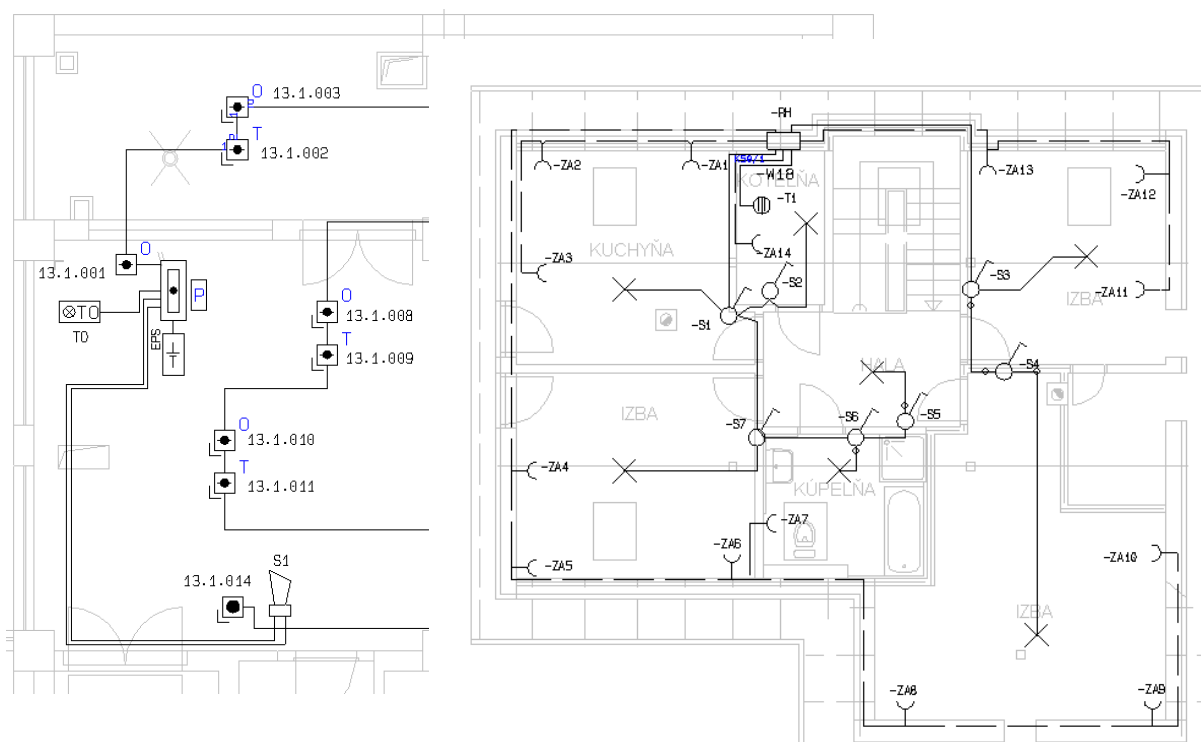 O 13.1.003
T
13.1.002
O
13.1.001
P
TO
TO
EPS
O
13.1.008
T
13.1.009
O
13.1.010
T
13.1.011
S1
13.1.014
-RH
-ZA2
-ZA1
-W18
KOTELŇA
-ZA13
-ZA12
-T1
KUCHYŇA
-ZA14
-ZA3
-S2
-S3
-ZA11
IZBA
-S1
HALA
-S4
IZBA
-S7
-S6
-S5
-ZA4
KÚPEĽŇA
-ZA7
-ZA6
-ZA5
-ZA10
IZBA
-ZA8
-ZA9